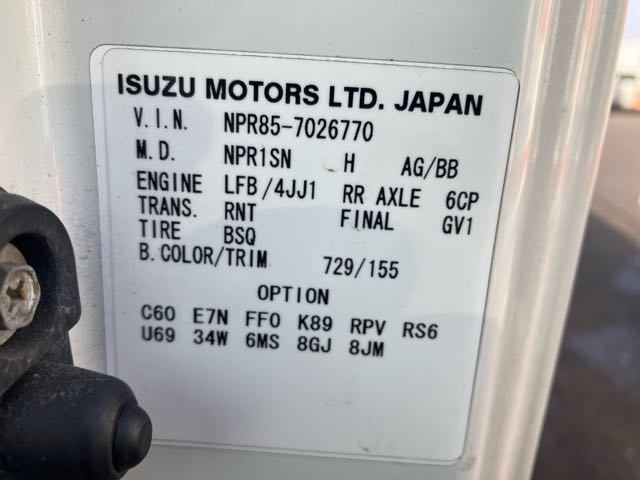 ISUZU MOTORS LTD. JAPAN
V.I.N. NPR85-7026770
M.D. NPR1SN H AG/BB
ENGINE LFB/4JJ1 RR AXLE 6CP
TRANS. RNT FINAL GV1
TIRE BSQ
B.COLOR/TRIM 729/155
OPTION
C60 E7N FF0 K89 RPV RS6
U69 34W 6MS 8GJ 8JM